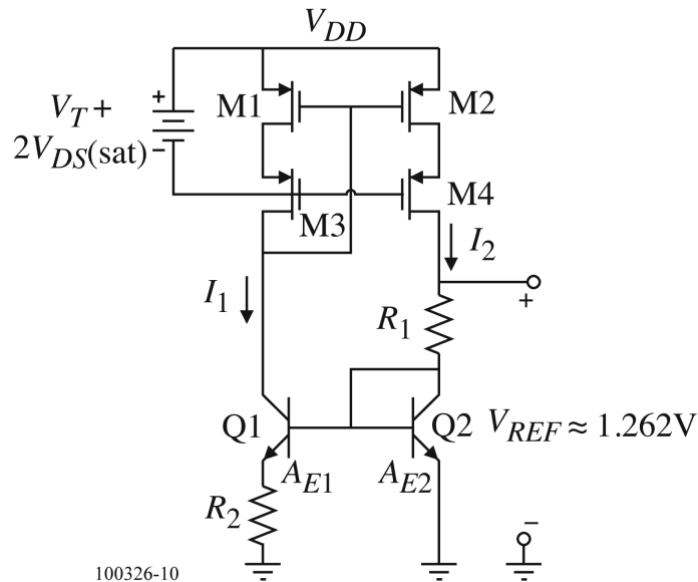 V_DD
V_T +
2V_DS(sat)
+
−
M1
M2
M3
M4
I_1
I_2
+
R_1
Q1
Q2
V_REF ≈ 1.262V
A_E1
A_E2
R_2
−
100326-10